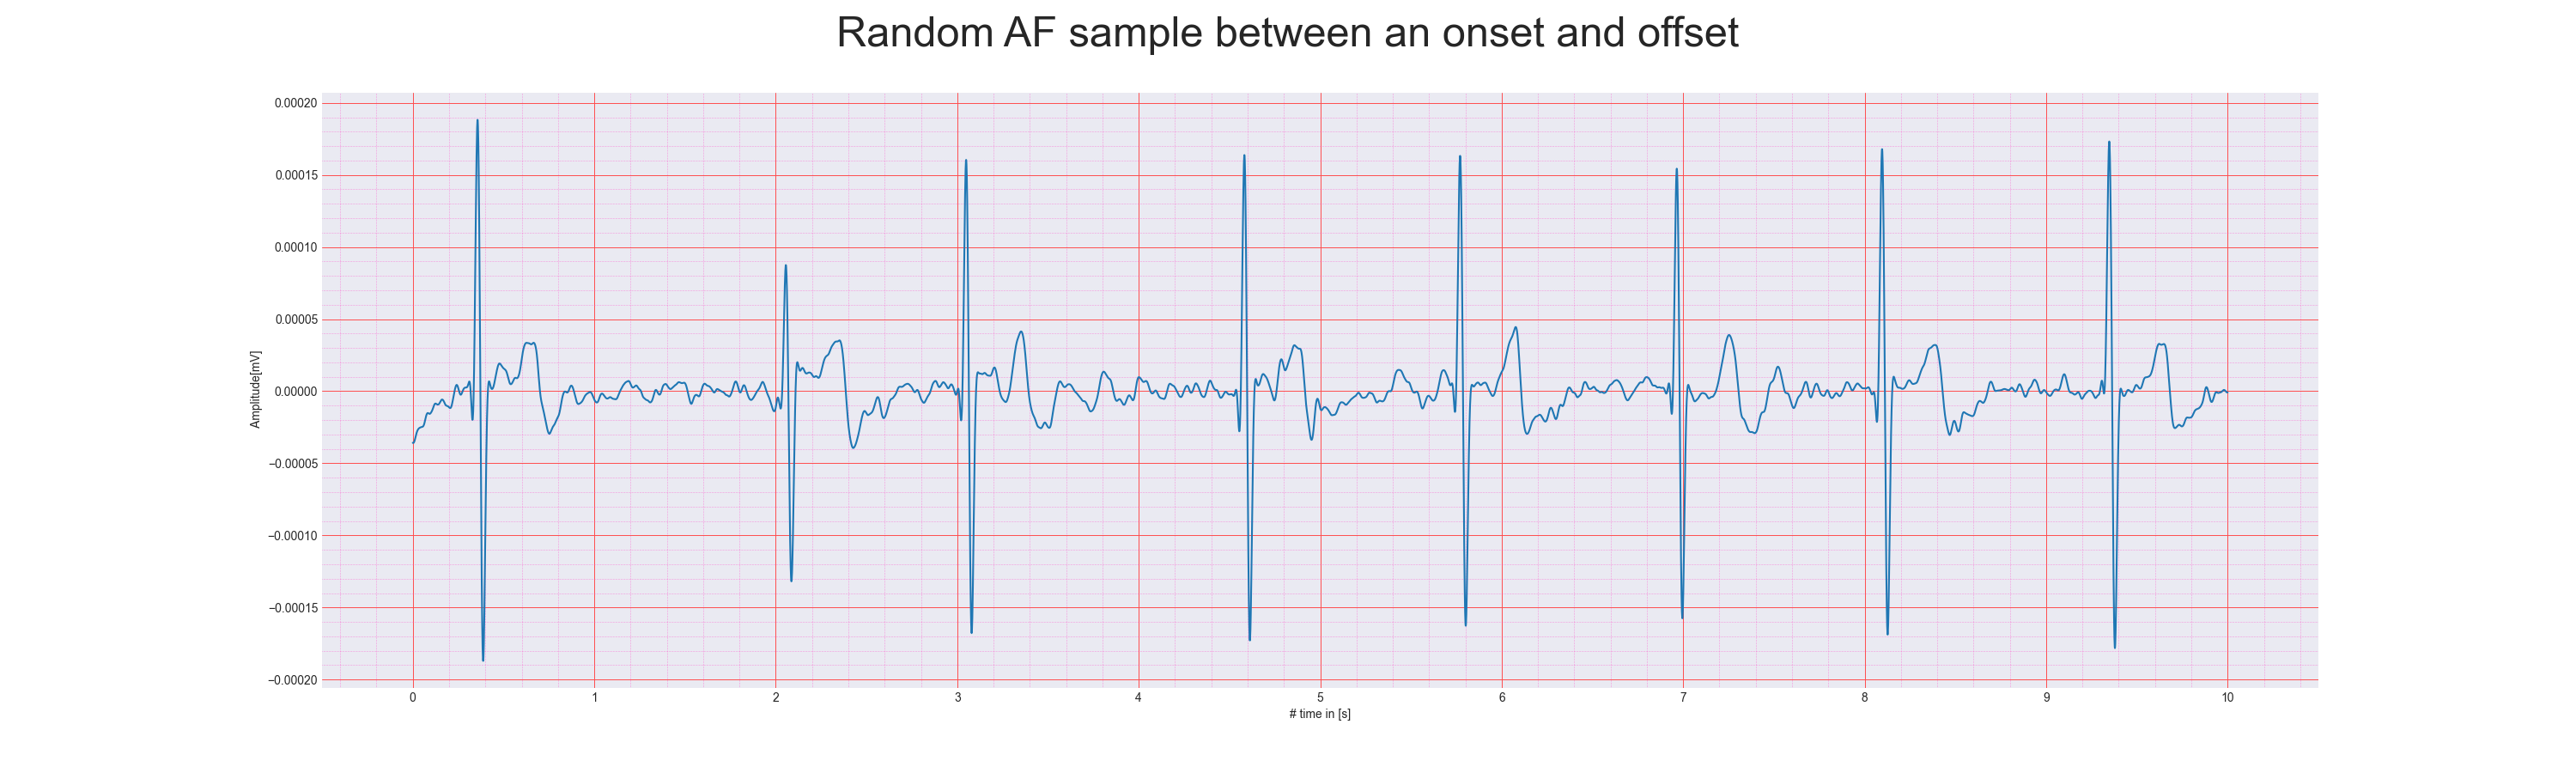 Random AF sample between an onset and offset
0.00020
0.00015
0.00010
0.00005
0.00000
−0.00005
−0.00010
−0.00015
−0.00020
Amplitude[mV]
0 1 2 3 4 5 6 7 8 9 10
# time in [s]